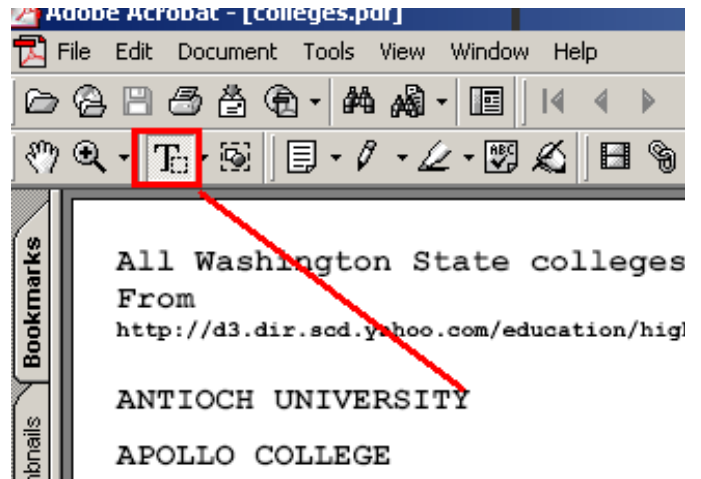 Adobe Acrobat - [colleges.pdf]
File Edit Document Tools View Window Help
T
ABC
Bookmarks
All Washington State colleges
From
http://d3.dir.scd.yahoo.com/education/hig
ANTIOCH UNIVERSITY
APOLLO COLLEGE